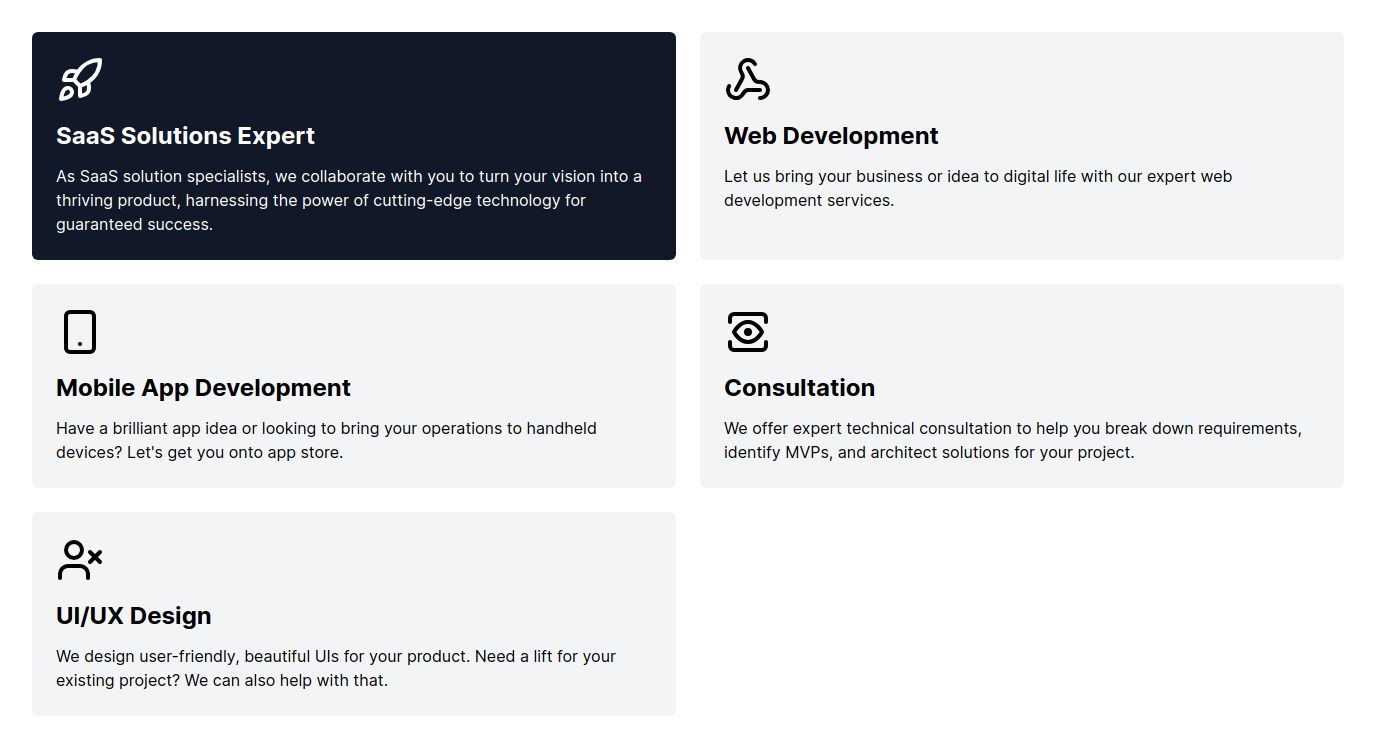 SaaS Solutions Expert
As SaaS solution specialists, we collaborate with you to turn your vision into a
thriving product, harnessing the power of cutting-edge technology for
guaranteed success.
Web Development
Let us bring your business or idea to digital life with our expert web
development services.
Mobile App Development
Have a brilliant app idea or looking to bring your operations to handheld
devices? Let's get you onto app store.
Consultation
We offer expert technical consultation to help you break down requirements,
identify MVPs, and architect solutions for your project.
UI/UX Design
We design user-friendly, beautiful UIs for your product. Need a lift for your
existing project? We can also help with that.